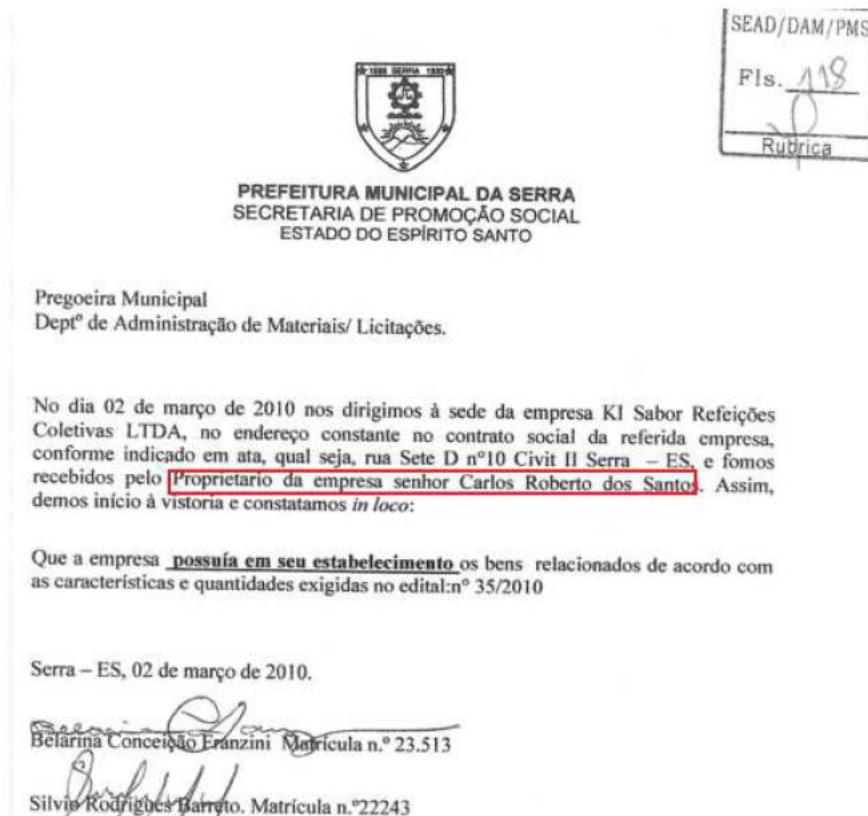 SEAD/DAM/PMS
Fls. 118
Rubrica
1556 SERRA 1993
PREFEITURA MUNICIPAL DA SERRA
SECRETARIA DE PROMOÇÃO SOCIAL
ESTADO DO ESPÍRITO SANTO
Pregoeira Municipal
Deptº de Administração de Materiais/ Licitações.
No dia 02 de março de 2010 nos dirigimos à sede da empresa KI Sabor Refeições
Coletivas LTDA, no endereço constante no contrato social da referida empresa,
conforme indicado em ata, qual seja, rua Sete D nº10 Civit II Serra – ES, e fomos
recebidos pelo Proprietario da empresa senhor Carlos Roberto dos Santos. Assim,
demos início à vistoria e constatamos in loco:
Que a empresa possuía em seu estabelecimento os bens relacionados de acordo com
as características e quantidades exigidas no edital:nº 35/2010
Serra – ES, 02 de março de 2010.
Belarina Conceição Franzini Matrícula n.º 23.513
Silvio Rodrigues Barreto. Matrícula n.º22243